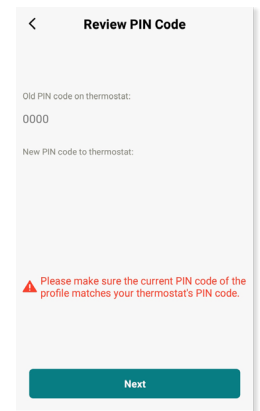 Review PIN Code
Old PIN code on thermostat:
0000
New PIN code to thermostat:
Please make sure the current PIN code of the
profile matches your thermostat's PIN code.
Next